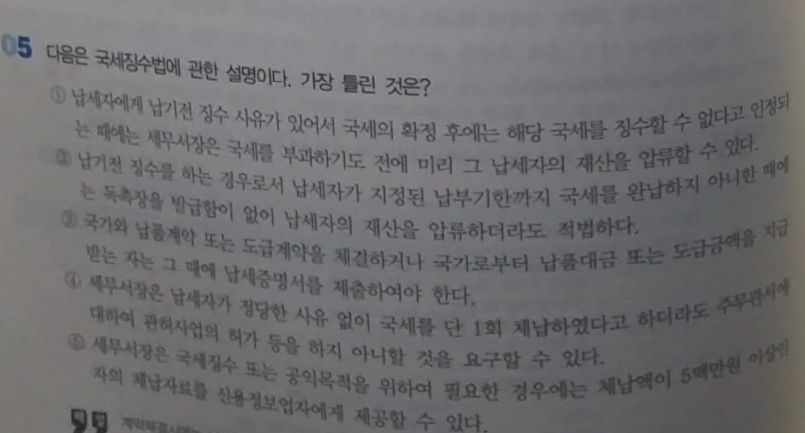 05 다음은 국세징수법에 관한 설명이다. 가장 틀린 것은?
① 납세자에게 납기전 징수 사유가 있어서 국세의 확정 후에는 해당 국세를 징수할 수 없다고 인정되
는 때에는 세무서장은 국세를 부과하기도 전에 미리 그 납세자의 재산을 압류할 수 있다.
② 납기전 징수를 하는 경우로서 납세자가 지정된 납부기한까지 국세를 완납하지 아니한 때에
는 독촉장을 발급함이 없이 납세자의 재산을 압류하더라도 적법하다.
③ 국가와 납품계약 또는 도급계약을 체결하거나 국가로부터 납품대금 또는 도급금액을 지급
받는 자는 그 때에 납세증명서를 제출하여야 한다.
④ 세무서장은 납세자가 정당한 사유 없이 국세를 단 1회 체납하였다고 하더라도 주무관서에
대하여 관허사업의 허가 등을 하지 아니할 것을 요구할 수 있다.
⑤ 세무서장은 국세징수 또는 공익목적을 위하여 필요한 경우에는 체납액이 5백만원 이상인
자의 체납자료를 신용정보업자에게 제공할 수 있다.